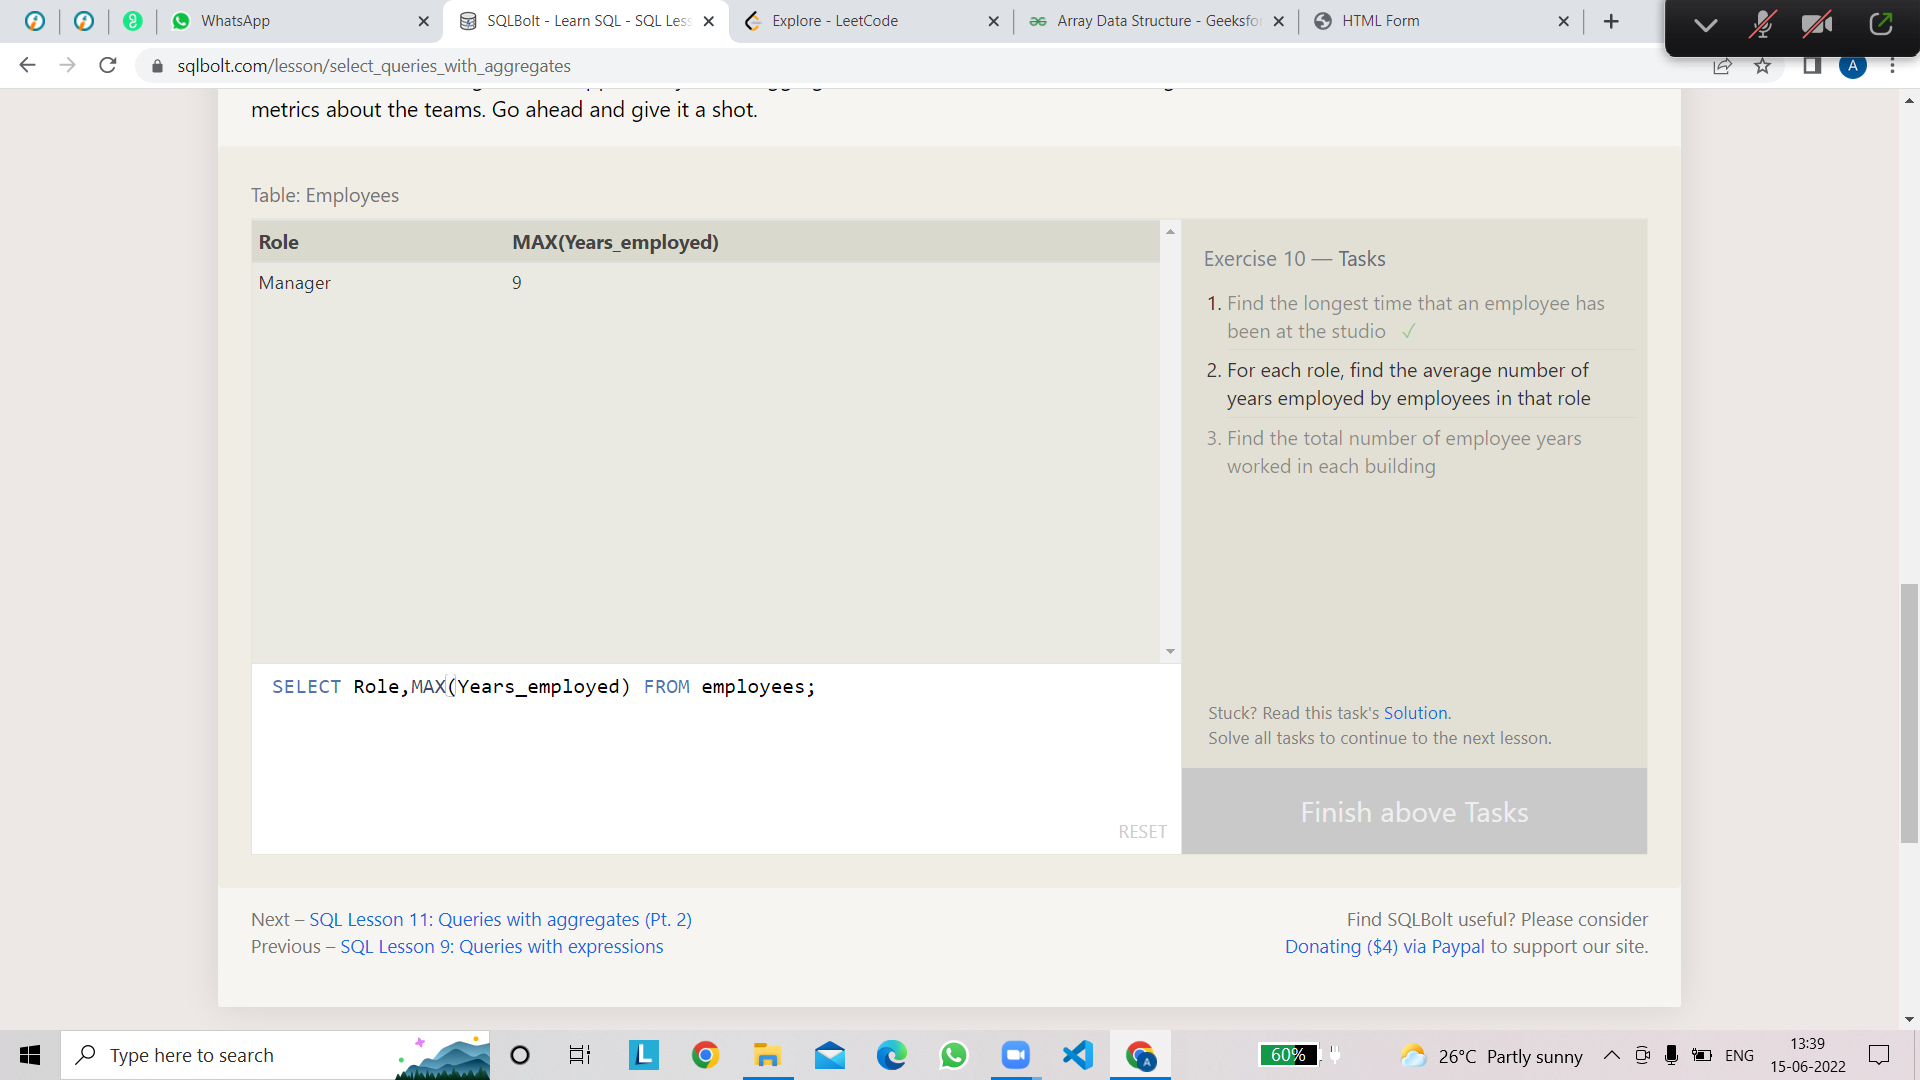 WhatsApp
SQLBolt - Learn SQL - SQL Less
Explore - LeetCode
Array Data Structure - Geeksfor
HTML Form
sqlbolt.com/lesson/select_queries_with_aggregates
A
metrics about the teams. Go ahead and give it a shot.
Table: Employees
Role MAX(Years_employed)
Manager 9
Exercise 10 — Tasks
1. Find the longest time that an employee has
been at the studio ✓
2. For each role, find the average number of
years employed by employees in that role
3. Find the total number of employee years
worked in each building
SELECT Role,MAX(Years_employed) FROM employees;
RESET
Stuck? Read this task's Solution.
Solve all tasks to continue to the next lesson.
Finish above Tasks
Next – SQL Lesson 11: Queries with aggregates (Pt. 2)
Previous – SQL Lesson 9: Queries with expressions
Find SQLBolt useful? Please consider
Donating ($4) via Paypal to support our site.
Type here to search
L
A
60%
26°C Partly sunny
ENG
13:39
15-06-2022